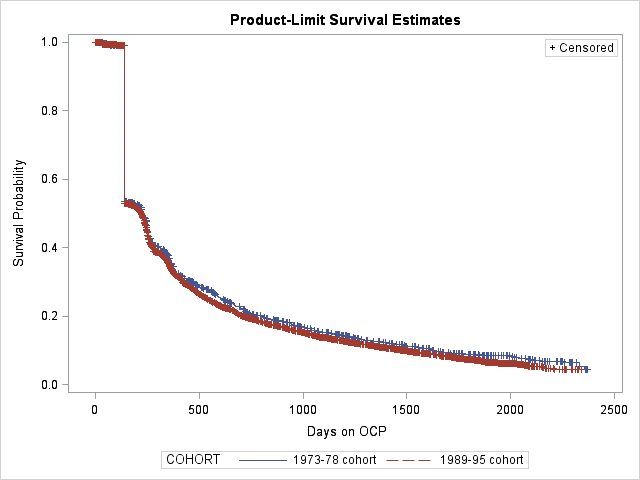 Product-Limit Survival Estimates
+ Censored
1.0
0.8
0.6
0.4
0.2
0.0
Survival Probability
0 500 1000 1500 2000 2500
Days on OCP
COHORT 1973-78 cohort 1989-95 cohort